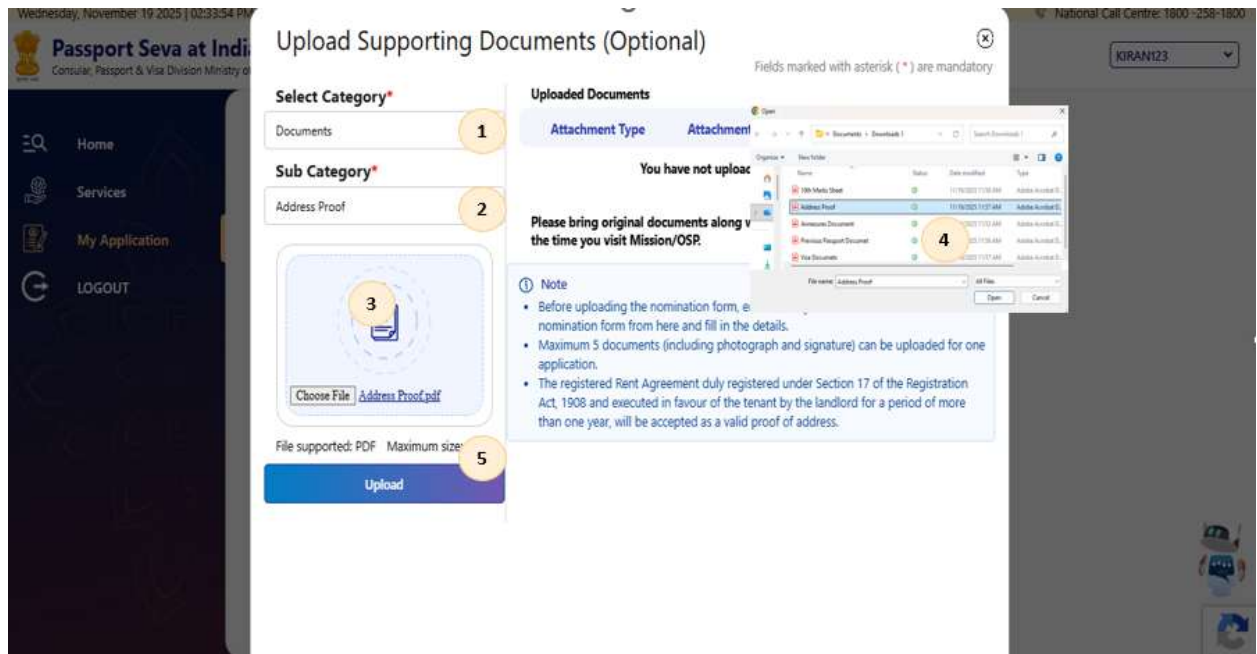 Wednesday, November 19 2025 | 02:33:54 PM
National Call Centre: 1800 -258-1800
Passport Seva at Indi
Consular, Passport & Visa Division Ministry o
KIRAN123
Home
Services
My Application
LOGOUT
Upload Supporting Documents (Optional)
Fields marked with asterisk ( * ) are mandatory
Select Category*
Documents
1
Sub Category*
Address Proof
2
3
Choose File Address Proof.pdf
File supported: PDF Maximum size
5
Upload
Uploaded Documents
Attachment Type Attachment
You have not uploa
Please bring original documents along
the time you visit Mission/OSP.
Note
Before uploading the nomination form, e
nomination form from here and fill in the details.
Maximum 5 documents (including photograph and signature) can be uploaded for one
application.
The registered Rent Agreement duly registered under Section 17 of the Registration
Act, 1908 and executed in favour of the tenant by the landlord for a period of more
than one year, will be accepted as a valid proof of address.
Open
Documents Downloads
Organize New folder
Name Status Date modified Type
10th Marks Sheet
Address Proof 11/19/2025 11:57 AM
Annexures Document
4
Previous Passport Documet
Visa Documets
File name: Address Proof All Files
Open Cancel